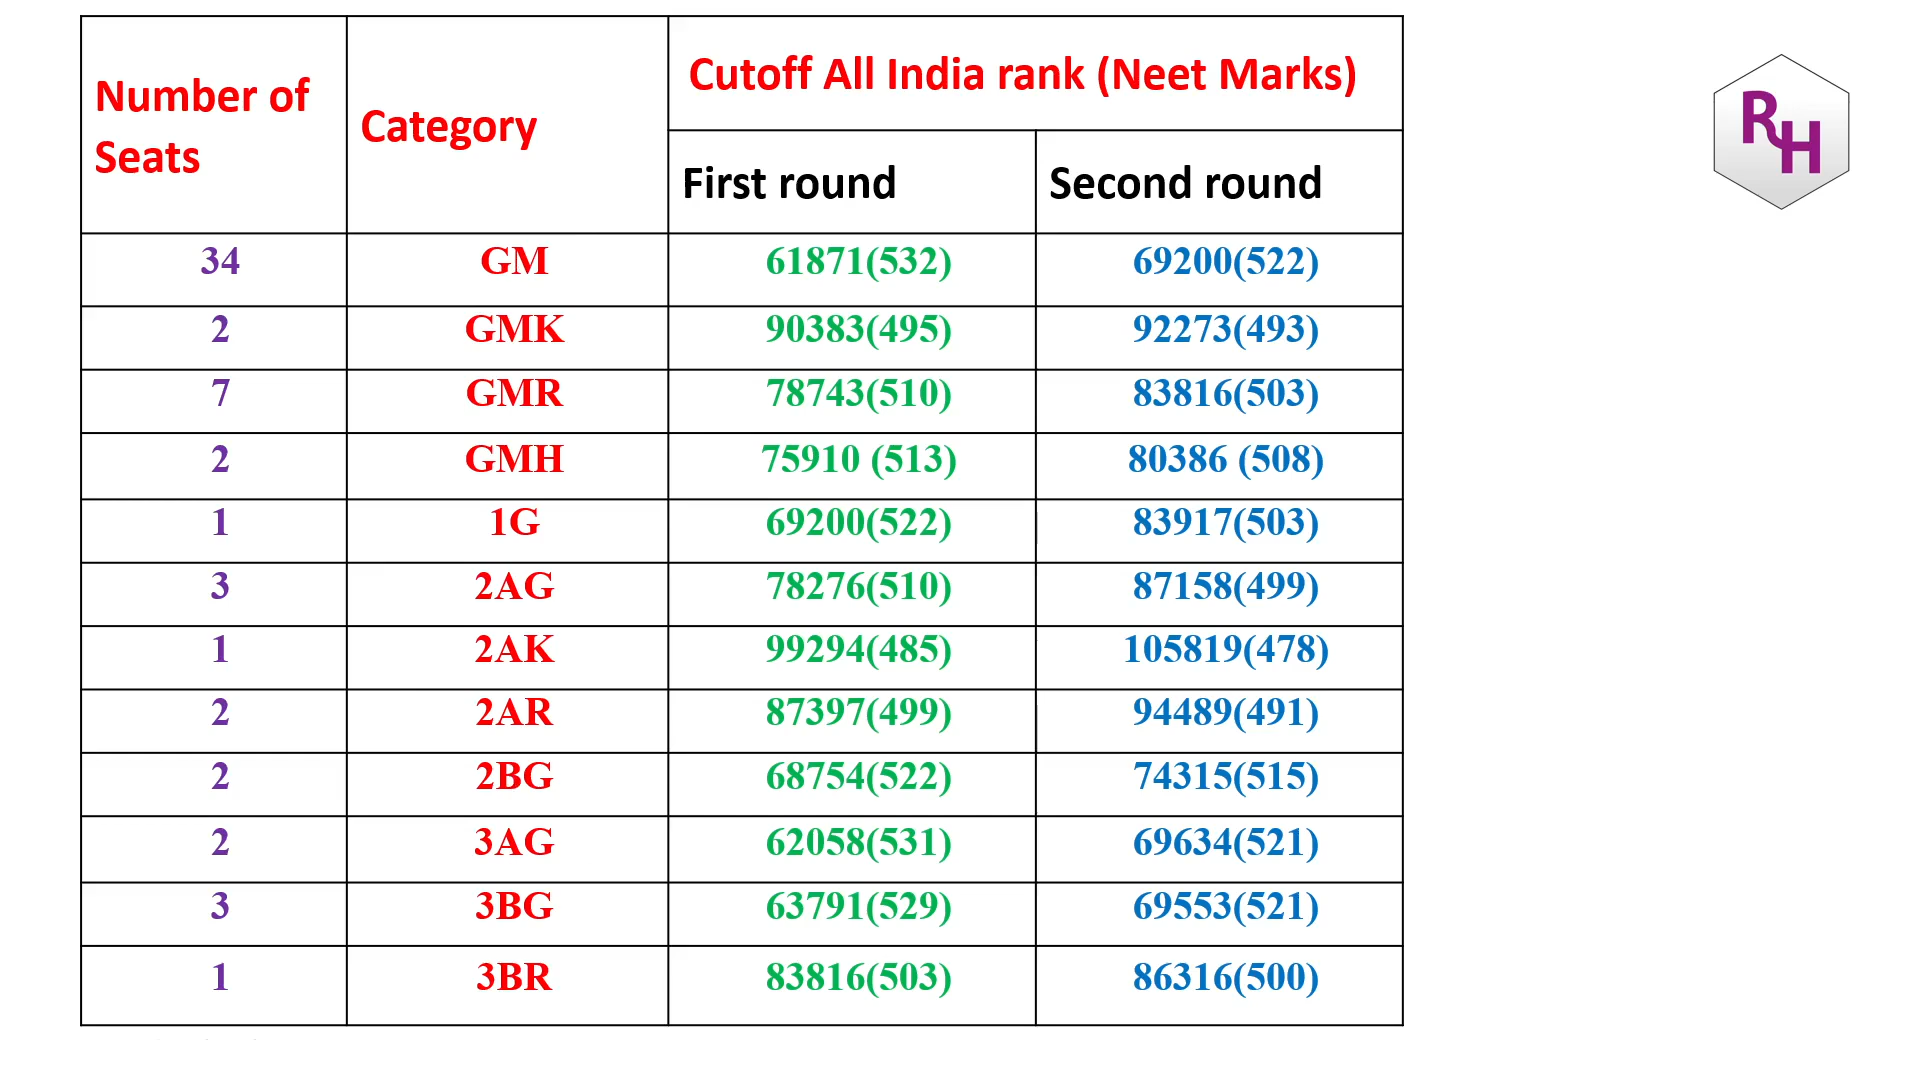 Number of
Seats
Category
Cutoff All India rank (Neet Marks)
First round
Second round
34 GM 61871(532) 69200(522)
2 GMK 90383(495) 92273(493)
7 GMR 78743(510) 83816(503)
2 GMH 75910 (513) 80386 (508)
1 1G 69200(522) 83917(503)
3 2AG 78276(510) 87158(499)
1 2AK 99294(485) 105819(478)
2 2AR 87397(499) 94489(491)
2 2BG 68754(522) 74315(515)
2 3AG 62058(531) 69634(521)
3 3BG 63791(529) 69553(521)
1 3BR 83816(503) 86316(500)
RH